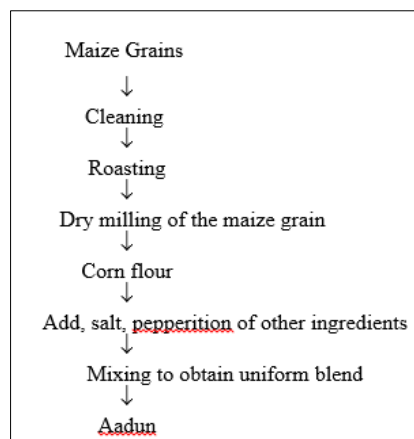 Maize Grains
↓
Cleaning
↓
Roasting
↓
Dry milling of the maize grain
↓
Corn flour
↓
Add, salt, pepperition of other ingredients
↓
Mixing to obtain uniform blend
↓
Aadun